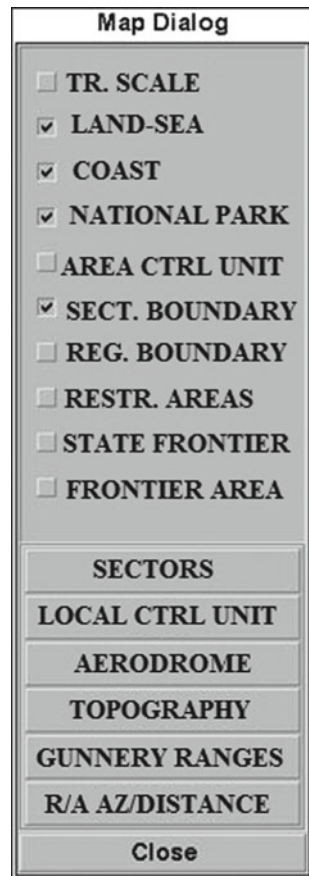 Map Dialog
TR. SCALE
LAND-SEA
COAST
NATIONAL PARK
AREA CTRL UNIT
SECT. BOUNDARY
REG. BOUNDARY
RESTR. AREAS
STATE FRONTIER
FRONTIER AREA
SECTORS
LOCAL CTRL UNIT
AERODROME
TOPOGRAPHY
GUNNERY RANGES
R/A AZ/DISTANCE
Close